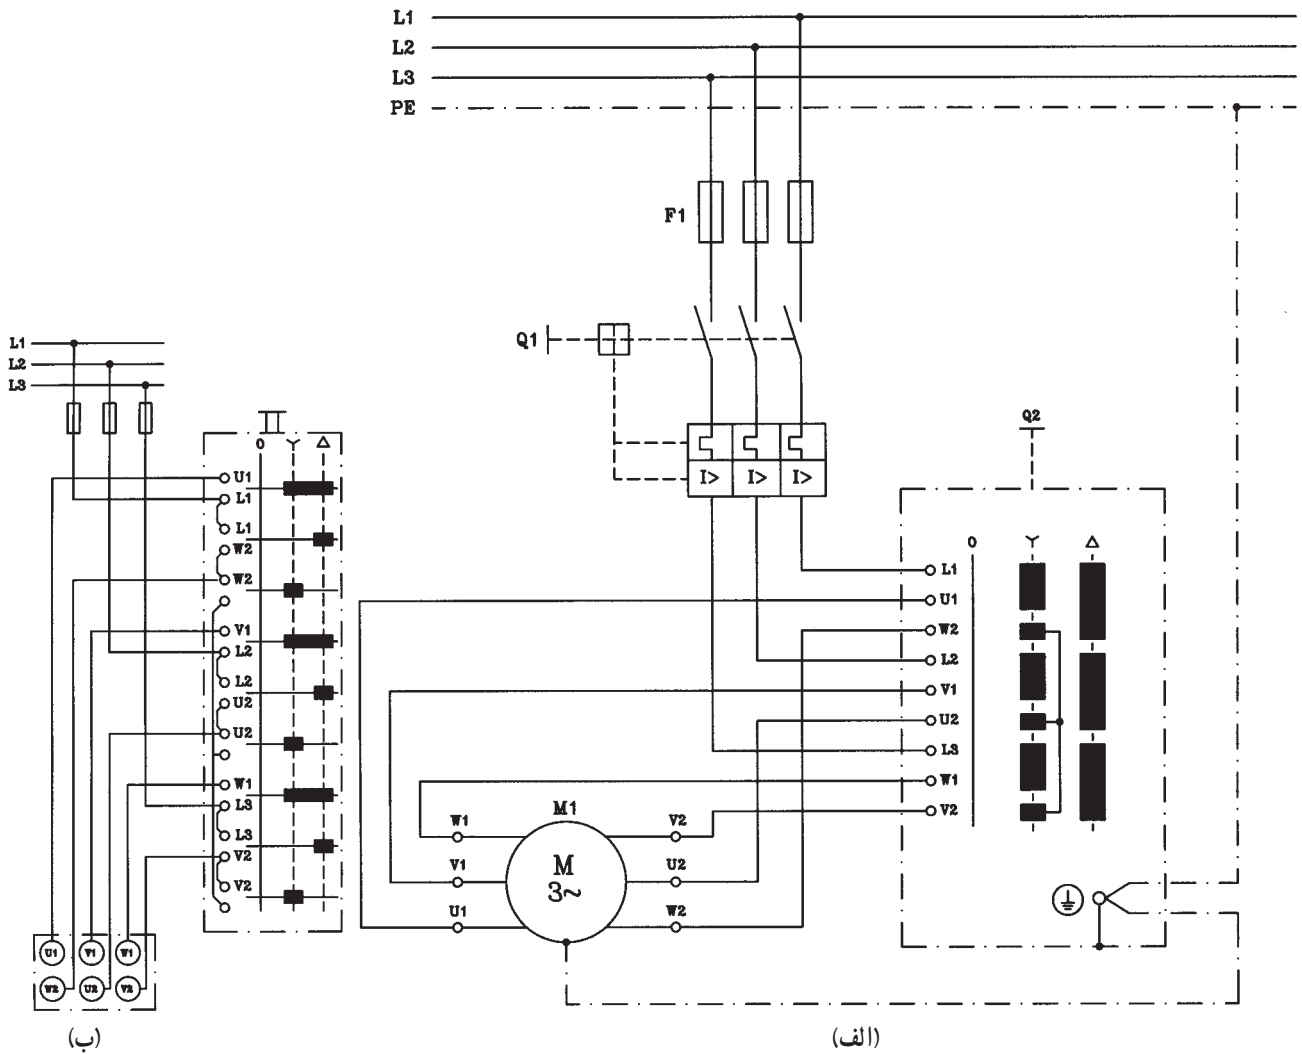 L1
L2
L3
PE
F1
Q1
I> I> I>
Q2
0 Y Δ
L1
U1
W2
L2
V1
U2
L3
W1
V2
M1
W1
V1
U1
M
3~
V2
U2
W2
(الف)
L1
L2
L3
0 Y Δ
U1
L1
L1
W2
W2
V1
L2
L2
U2
U2
W1
L3
L3
V2
V2
U1 V1 W1
W2 U2 V2
(ب)